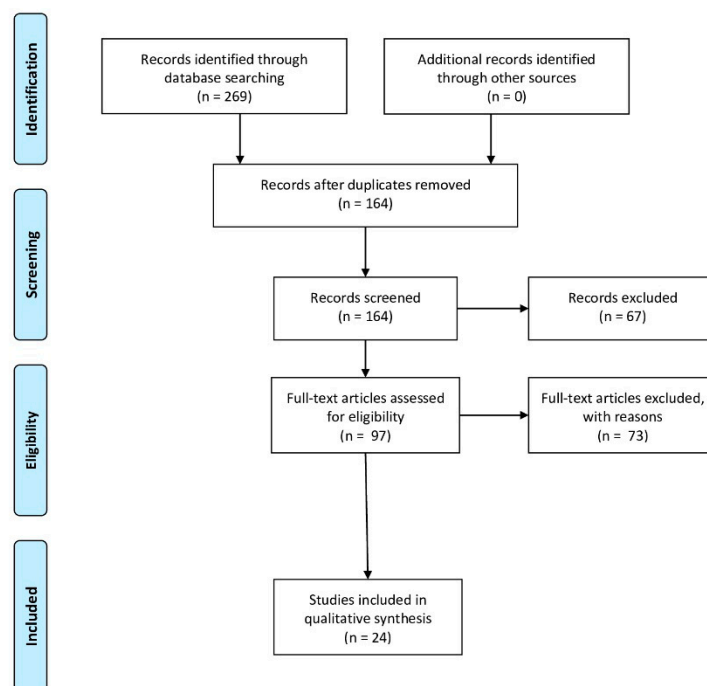 Identification
Records identified through
database searching
(n = 269)
Additional records identified
through other sources
(n = 0)
Records after duplicates removed
(n = 164)
Screening
Records screened
(n = 164)
Records excluded
(n = 67)
Eligibility
Full-text articles assessed
for eligibility
(n = 97)
Full-text articles excluded,
with reasons
(n = 73)
Included
Studies included in
qualitative synthesis
(n = 24)